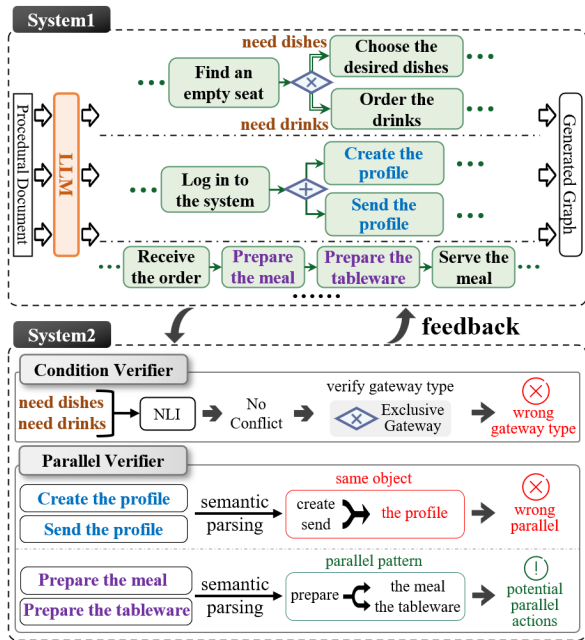 System1
need dishes
Find an
empty seat
Choose the
desired dishes
Order the
drinks
need drinks
Procedural Document
LLM
Generated Graph
Log in to
the system
Create the
profile
Send the
profile
Receive
the order
Prepare
the meal
Prepare the
tableware
Serve the
meal
System2
feedback
Condition Verifier
need dishes
need drinks
NLI
No
Conflict
verify gateway type
Exclusive
Gateway
wrong
gateway type
Parallel Verifier
Create the profile
Send the profile
semantic
parsing
same object
create
send
the profile
wrong
parallel
Prepare the meal
Prepare the tableware
semantic
parsing
parallel pattern
prepare
the meal
the tableware
potential
parallel
actions